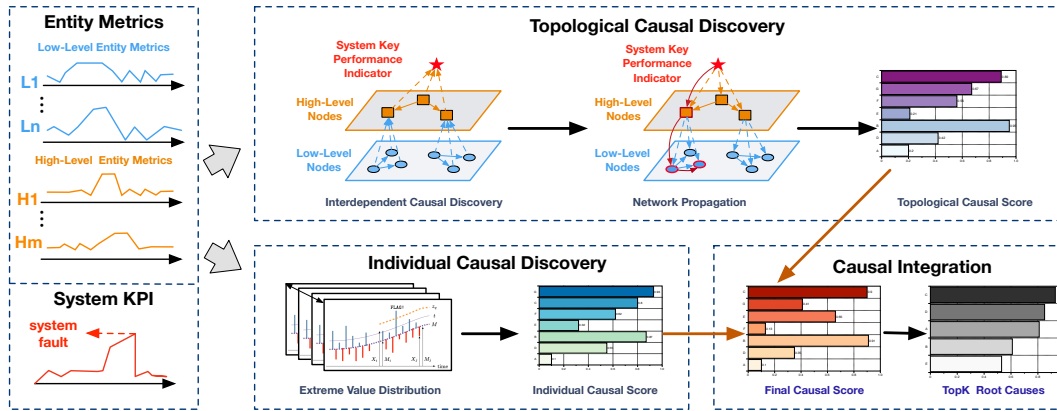 Entity Metrics
Low-Level Entity Metrics
L1
Ln
High-Level Entity Metrics
H1
Hm
System KPI
system
fault
Topological Causal Discovery
System Key
Performance
Indicator
High-Level
Nodes
Low-Level
Nodes
Interdependent Causal Discovery
System Key
Performance
Indicator
High-Level
Nodes
Low-Level
Nodes
Network Propagation
Topological Causal Score
Individual Causal Discovery
FLAG!
time
Extreme Value Distribution
Individual Causal Score
Causal Integration
Final Causal Score
TopK Root Causes